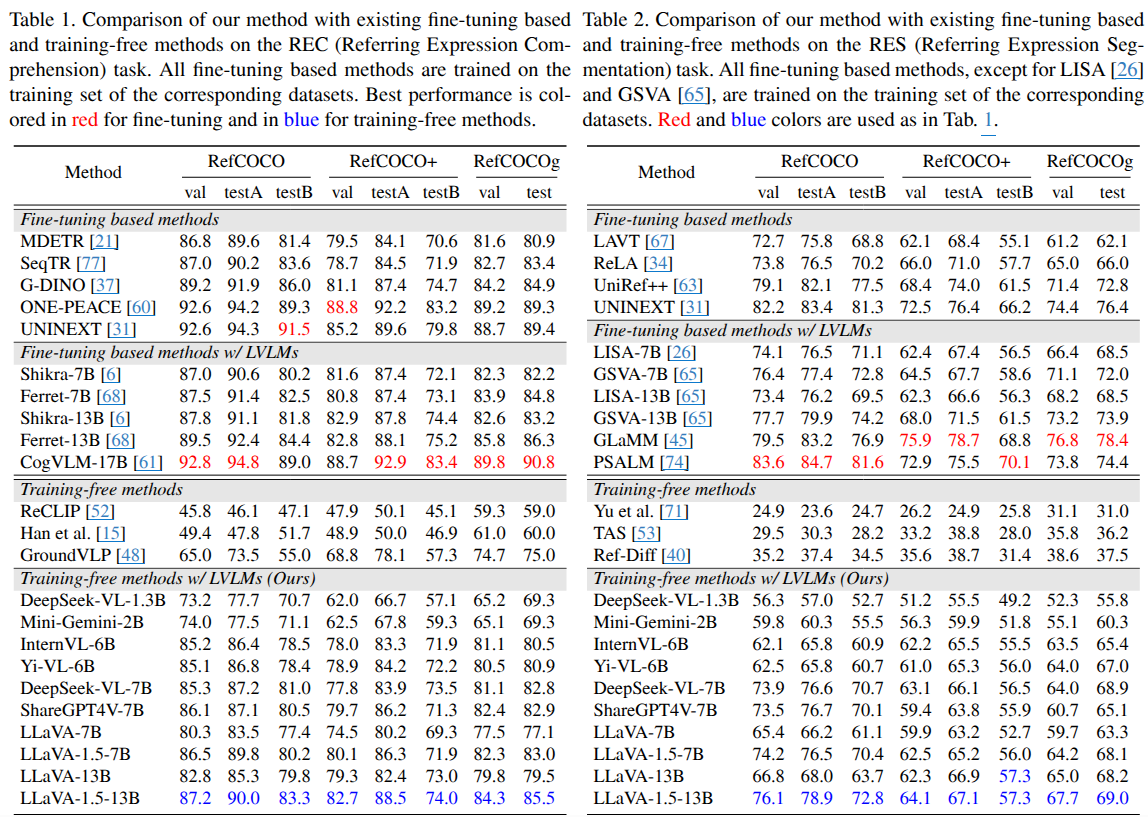 Table 1. Comparison of our method with existing fine-tuning based
and training-free methods on the REC (Referring Expression Com-
prehension) task. All fine-tuning based methods are trained on the
training set of the corresponding datasets. Best performance is col-
ored in red for fine-tuning and in blue for training-free methods.
Method RefCOCO RefCOCO+ RefCOCOg
val testA testB val testA testB val test
Fine-tuning based methods
MDETR [21] 86.8 89.6 81.4 79.5 84.1 70.6 81.6 80.9
SeqTR [77] 87.0 90.2 83.6 78.7 84.5 71.9 82.7 83.4
G-DINO [37] 89.2 91.9 86.0 81.1 87.4 74.7 84.2 84.9
ONE-PEACE [60] 92.6 94.2 89.3 88.8 92.2 83.2 89.2 89.3
UNINEXT [31] 92.6 94.3 91.5 85.2 89.6 79.8 88.7 89.4
Fine-tuning based methods w/ LVLMs
Shikra-7B [6] 87.0 90.6 80.2 81.6 87.4 72.1 82.3 82.2
Ferret-7B [68] 87.5 91.4 82.5 80.8 87.4 73.1 83.9 84.8
Shikra-13B [6] 87.8 91.1 81.8 82.9 87.8 74.4 82.6 83.2
Ferret-13B [68] 89.5 92.4 84.4 82.8 88.1 75.2 85.8 86.3
CogVLM-17B [61] 92.8 94.8 89.0 88.7 92.9 83.4 89.8 90.8
Training-free methods
ReCLIP [52] 45.8 46.1 47.1 47.9 50.1 45.1 59.3 59.0
Han et al. [15] 49.4 47.8 51.7 48.9 50.0 46.9 61.0 60.0
GroundVLP [48] 65.0 73.5 55.0 68.8 78.1 57.3 74.7 75.0
Training-free methods w/ LVLMs (Ours)
DeepSeek-VL-1.3B 73.2 77.7 70.7 62.0 66.7 57.1 65.2 69.3
Mini-Gemini-2B 74.0 77.5 71.1 62.5 67.8 59.3 65.1 69.3
InternVL-6B 85.2 86.4 78.5 78.0 83.3 71.9 81.1 80.5
Yi-VL-6B 85.1 86.8 78.4 78.9 84.2 72.2 80.5 80.9
DeepSeek-VL-7B 85.3 87.2 81.0 77.8 83.9 73.5 81.1 82.8
ShareGPT4V-7B 86.1 87.1 80.5 79.7 86.2 71.3 82.4 82.9
LLaVA-7B 80.3 83.5 77.4 74.5 80.2 69.3 77.5 77.1
LLaVA-1.5-7B 86.5 89.8 80.2 80.1 86.3 71.9 82.3 83.0
LLaVA-13B 82.8 85.3 79.8 79.3 82.4 73.0 79.8 79.5
LLaVA-1.5-13B 87.2 90.0 83.3 82.7 88.5 74.0 84.3 85.5
Table 2. Comparison of our method with existing fine-tuning based
and training-free methods on the RES (Referring Expression Seg-
mentation) task. All fine-tuning based methods, except for LISA [26]
and GSVA [65], are trained on the training set of the corresponding
datasets. Red and blue colors are used as in Tab. 1.
Method RefCOCO RefCOCO+ RefCOCOg
val testA testB val testA testB val test
Fine-tuning based methods
LAVT [67] 72.7 75.8 68.8 62.1 68.4 55.1 61.2 62.1
ReLA [34] 73.8 76.5 70.2 66.0 71.0 57.7 65.0 66.0
UniRef++ [63] 79.1 82.1 77.5 68.4 74.0 61.5 71.4 72.8
UNINEXT [31] 82.2 83.4 81.3 72.5 76.4 66.2 74.4 76.4
Fine-tuning based methods w/ LVLMs
LISA-7B [26] 74.1 76.5 71.1 62.4 67.4 56.5 66.4 68.5
GSVA-7B [65] 76.4 77.4 72.8 64.5 67.7 58.6 71.1 72.0
LISA-13B [65] 73.4 76.2 69.5 62.3 66.6 56.3 68.2 68.5
GSVA-13B [65] 77.7 79.9 74.2 68.0 71.5 61.5 73.2 73.9
GLaMM [45] 79.5 83.2 76.9 75.9 78.7 68.8 76.8 78.4
PSALM [74] 83.6 84.7 81.6 72.9 75.5 70.1 73.8 74.4
Training-free methods
Yu et al. [71] 24.9 23.6 24.7 26.2 24.9 25.8 31.1 31.0
TAS [53] 29.5 30.3 28.2 33.2 38.8 28.0 35.8 36.2
Ref-Diff [40] 35.2 37.4 34.5 35.6 38.7 31.4 38.6 37.5
Training-free methods w/ LVLMs (Ours)
DeepSeek-VL-1.3B 56.3 57.0 52.7 51.2 55.5 49.2 52.3 55.8
Mini-Gemini-2B 59.8 60.3 55.5 56.3 59.9 51.8 55.1 60.3
InternVL-6B 62.1 65.8 60.9 62.2 65.5 55.5 63.5 65.4
Yi-VL-6B 62.5 65.8 60.7 61.0 65.3 56.0 64.0 67.0
DeepSeek-VL-7B 73.9 76.6 70.7 63.1 66.1 56.5 64.0 68.9
ShareGPT4V-7B 73.5 76.7 70.1 59.4 63.8 55.9 60.7 65.1
LLaVA-7B 65.4 66.2 61.1 59.9 63.2 52.7 59.7 63.3
LLaVA-1.5-7B 74.2 76.5 70.4 62.5 65.2 56.0 64.2 68.1
LLaVA-13B 66.8 68.0 63.7 62.3 66.9 57.3 65.0 68.2
LLaVA-1.5-13B 76.1 78.9 72.8 64.1 67.1 57.3 67.7 69.0